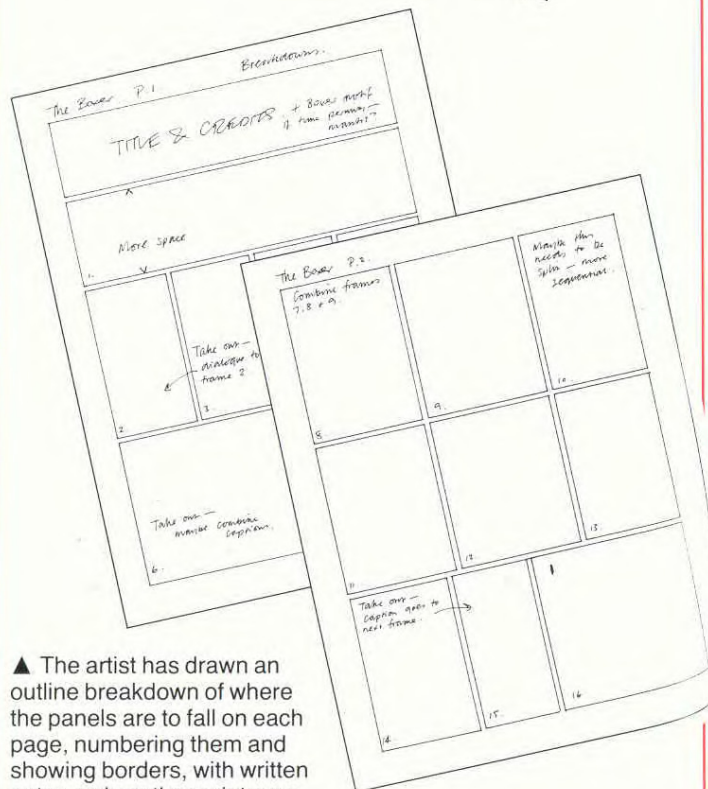 The Boxer P.1 Breakdowns.
TITLE & CREDITS + Boxer motif
if time permits —
More space
1.
Take out —
dialogue to
frame 2
2.
3.
Take out —
maybe combine
captions.
6.
The Boxer P.2.
Combine frames
7, 8 & 9.
Maybe this
needs to be
split — more
sequential.
8.
9.
10.
11.
12.
13.
Take out —
caption goes to
next frame.
14.
15.
16.
▲ The artist has drawn an
outline breakdown of where
the panels are to fall on each
page, numbering them and
showing borders, with written